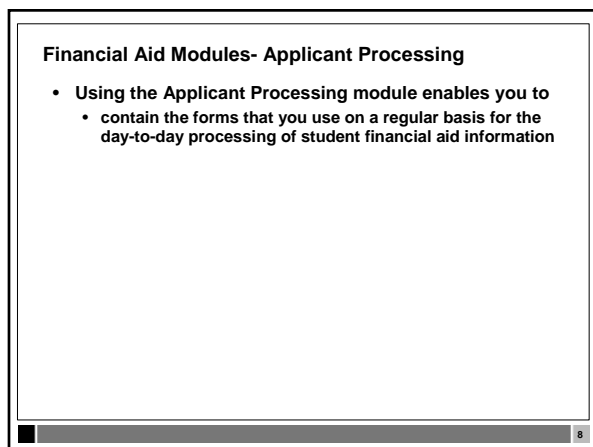 Financial Aid Modules- Applicant Processing
• Using the Applicant Processing module enables you to
• contain the forms that you use on a regular basis for the
day-to-day processing of student financial aid information
8